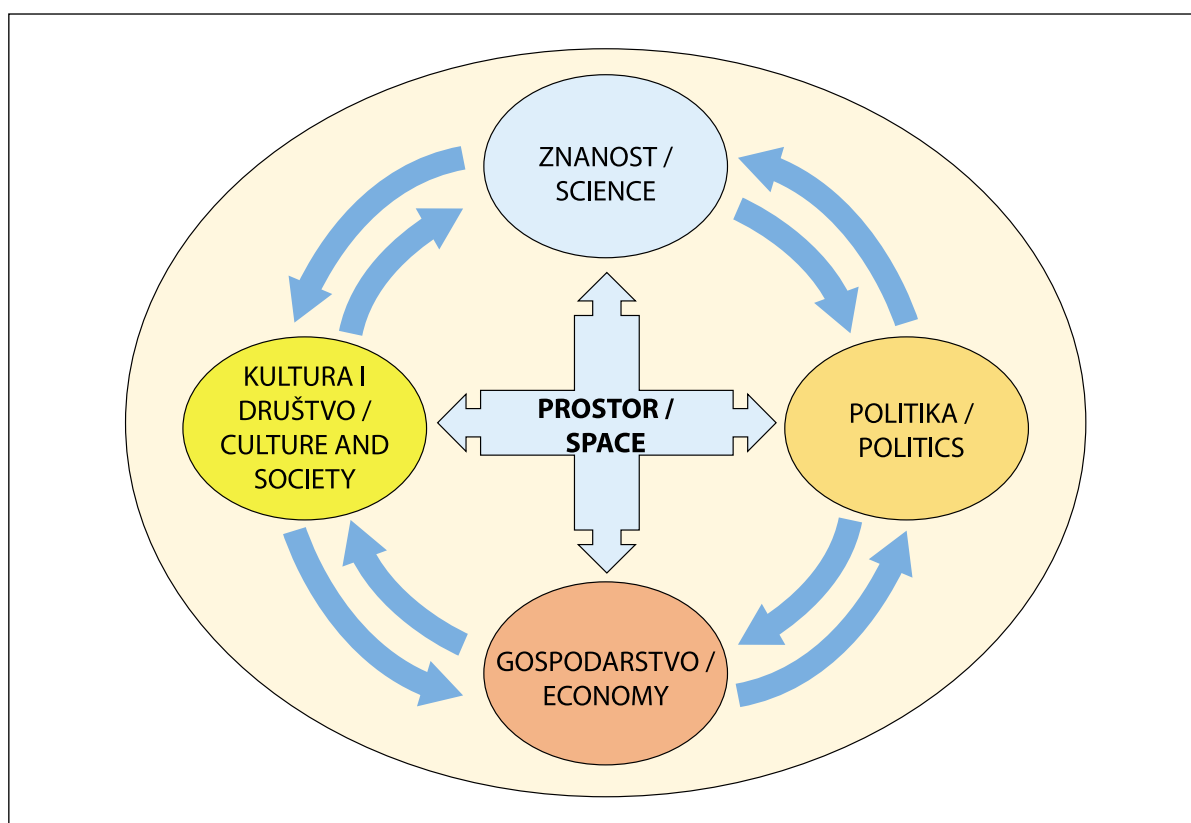 ZNANOST /
SCIENCE
KULTURA I
DRUŠTVO /
CULTURE AND
SOCIETY
PROSTOR /
SPACE
POLITIKA /
POLITICS
GOSPODARSTVO /
ECONOMY